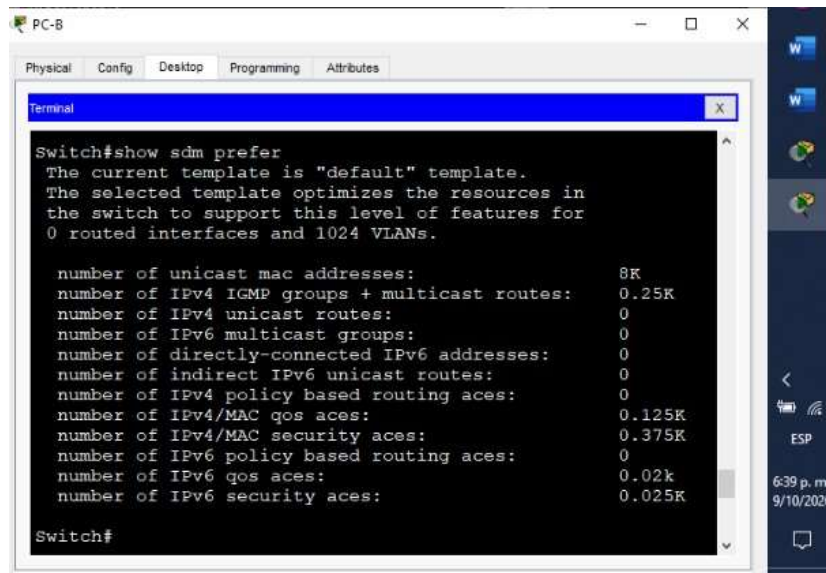 PC-B
Physical Config Desktop Programming Attributes
Terminal X
Switch#show sdm prefer
The current template is "default" template.
The selected template optimizes the resources in
the switch to support this level of features for
0 routed interfaces and 1024 VLANs.
number of unicast mac addresses: 8K
number of IPv4 IGMP groups + multicast routes: 0.25K
number of IPv4 unicast routes: 0
number of IPv6 multicast groups: 0
number of directly-connected IPv6 addresses: 0
number of indirect IPv6 unicast routes: 0
number of IPv4 policy based routing aces: 0
number of IPv4/MAC qos aces: 0.125K
number of IPv4/MAC security aces: 0.375K
number of IPv6 policy based routing aces: 0
number of IPv6 qos aces: 0.02k
number of IPv6 security aces: 0.025K
Switch#
W
W
ESP
6:39 p. m
9/10/202